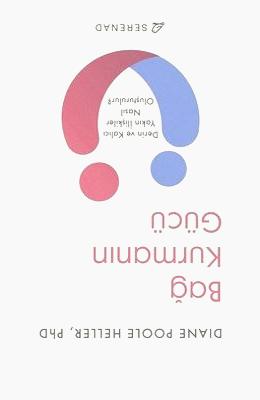 DIANE POOLE HELLER, PhD
Bağ
Kurmanın
Gücü
Derin ve Kalıcı
Yakın İlişkiler
Nasıl
Oluşturulur?
SERENAD